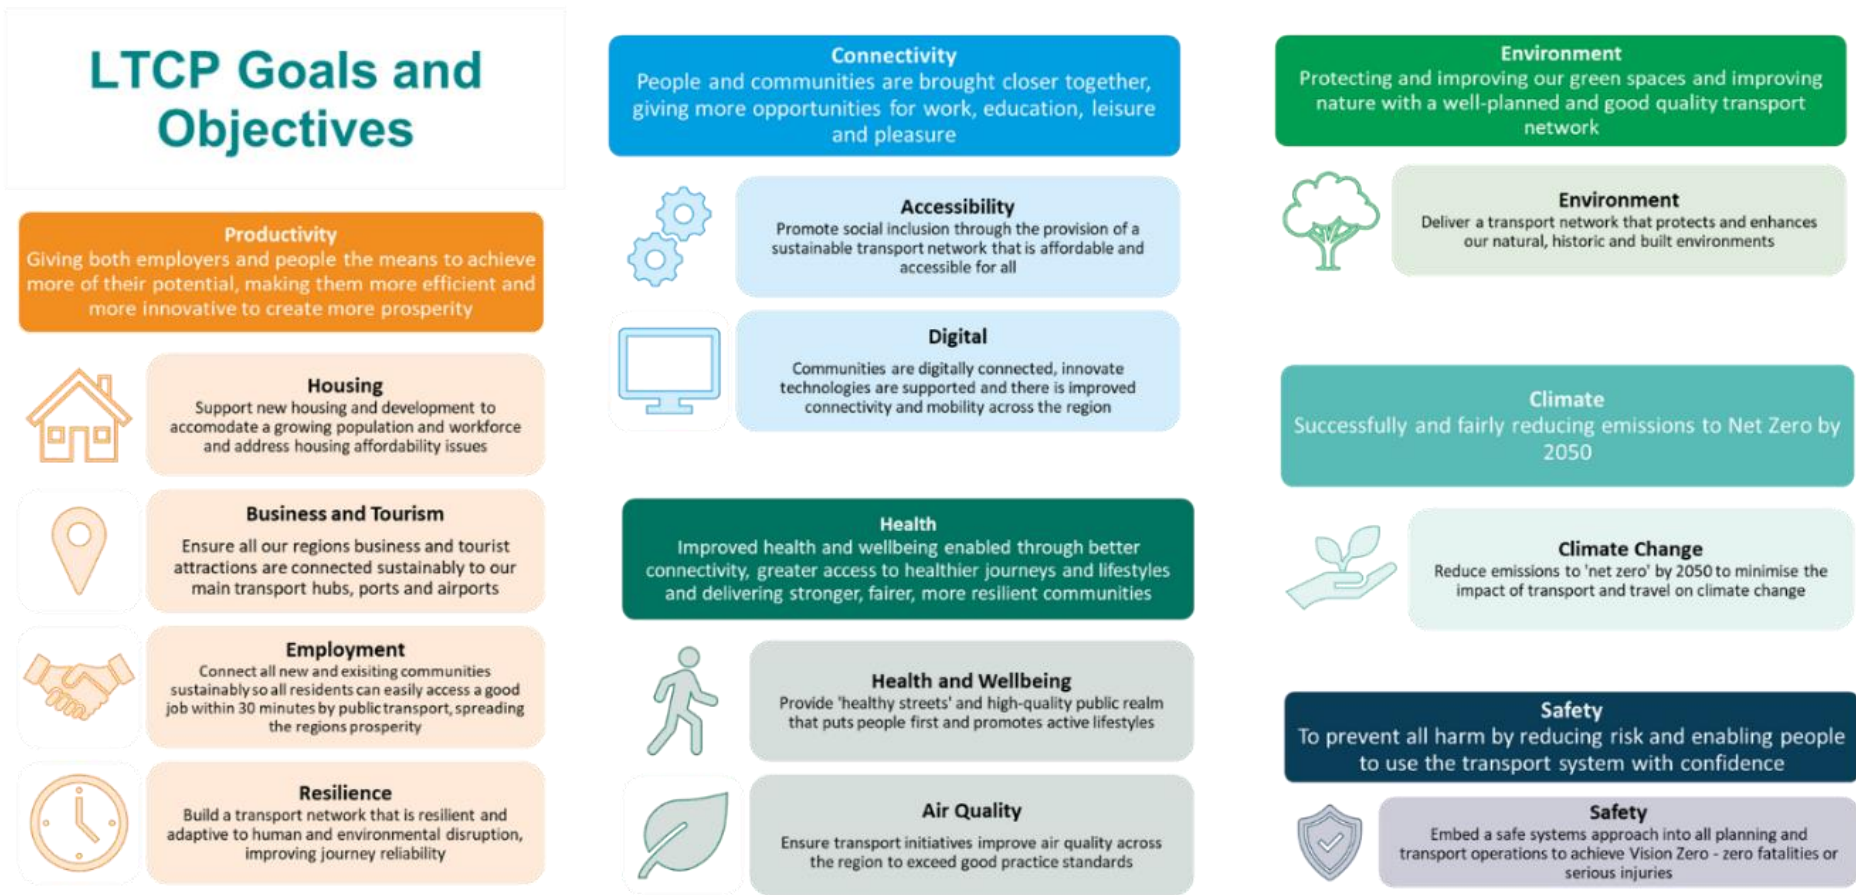 LTCP Goals and
Objectives
Productivity
Giving both employers and people the means to achieve
more of their potential, making them more efficient and
more innovative to create more prosperity
Housing
Support new housing and development to
accomodate a growing population and workforce
and address housing affordability issues
Business and Tourism
Ensure all our regions business and tourist
attractions are connected sustainably to our
main transport hubs, ports and airports
Employment
Connect all new and exisiting communities
sustainably so all residents can easily access a good
job within 30 minutes by public transport, spreading
the regions prosperity
Resilience
Build a transport network that is resilient and
adaptive to human and environmental disruption,
improving journey reliability
Connectivity
People and communities are brought closer together,
giving more opportunities for work, education, leisure
and pleasure
Accessibility
Promote social inclusion through the provision of a
sustainable transport network that is affordable and
accessible for all
Digital
Communities are digitally connected, innovate
technologies are supported and there is improved
connectivity and mobility across the region
Health
Improved health and wellbeing enabled through better
connectivity, greater access to healthier journeys and lifestyles
and delivering stronger, fairer, more resilient communities
Health and Wellbeing
Provide 'healthy streets' and high-quality public realm
that puts people first and promotes active lifestyles
Air Quality
Ensure transport initiatives improve air quality across
the region to exceed good practice standards
Environment
Protecting and improving our green spaces and improving
nature with a well-planned and good quality transport
network
Environment
Deliver a transport network that protects and enhances
our natural, historic and built environments
Climate
Successfully and fairly reducing emissions to Net Zero by
2050
Climate Change
Reduce emissions to 'net zero' by 2050 to minimise the
impact of transport and travel on climate change
Safety
To prevent all harm by reducing risk and enabling people
to use the transport system with confidence
Safety
Embed a safe systems approach into all planning and
transport operations to achieve Vision Zero - zero fatalities or
serious injuries